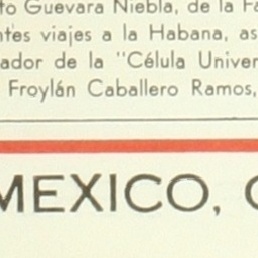 to Guevara Niebla, de la Fa
ntes viajes a la Habana, as
ador de la "Célula Univer
Froylán Caballero Ramos,
MEXICO,